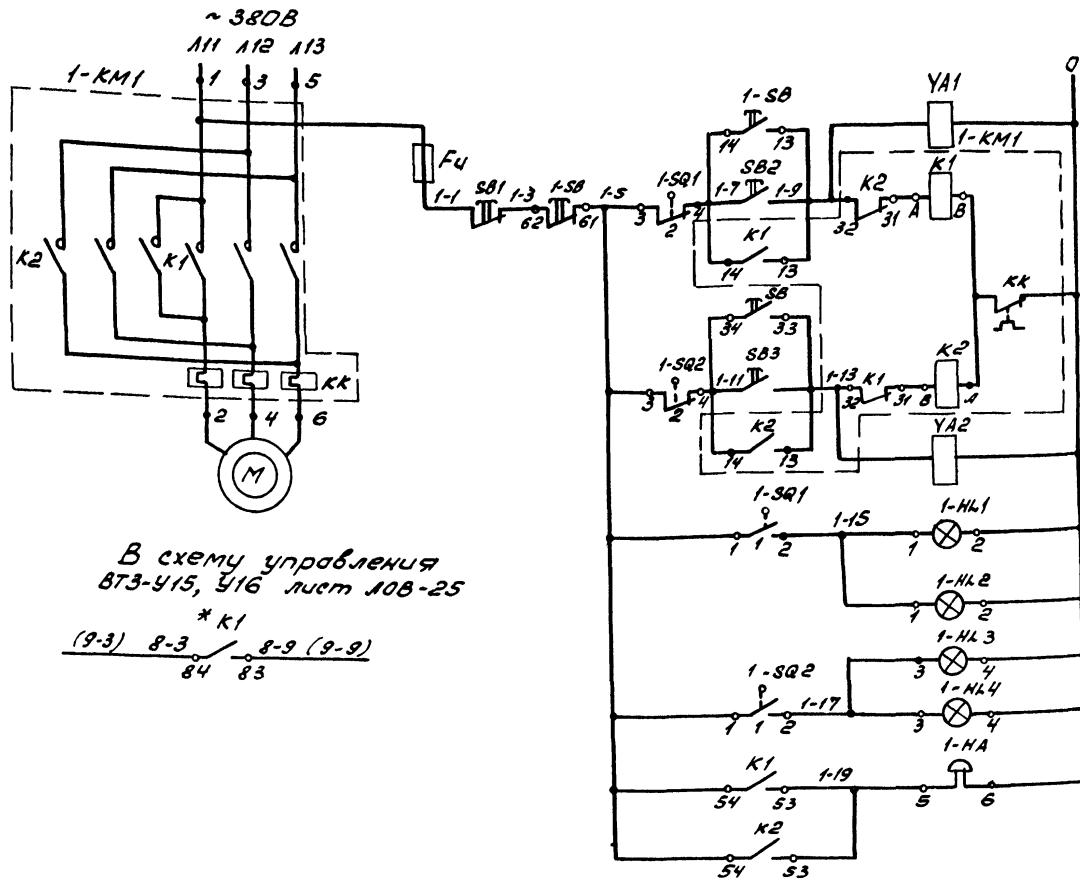 ~ 380В
Л11 Л12 Л13
1-КМ1
1 3 5
Fu
К2
К1
КК
2 4 6
М
1-1
SB1
1-3
62
1-SB
61
1-5
3
1-SQ1
2
4
1-SB
14 13
1-7
SB2
1-9
К1
14 13
YA1
1-КМ1
0
К2
32 31
А
К1
В
КК
SB
34 33
3
1-SQ2
2
4
1-11
SB3
К2
14 13
1-13
32
К1
31
В
К2
А
YA2
1-SQ1
1 1 2
1-15
1-HL1
1 2
1-HL2
1 2
1-HL3
3 4
1-SQ2
1 1 2
1-17
1-HL4
3 4
К1
54 53
1-19
1-HA
5 6
К2
54 53
В схему управления
ВТЗ-У15, У16 лист ЛОВ-25
* К1
(9-3) 8-3 8-9 (9-9)
84 83